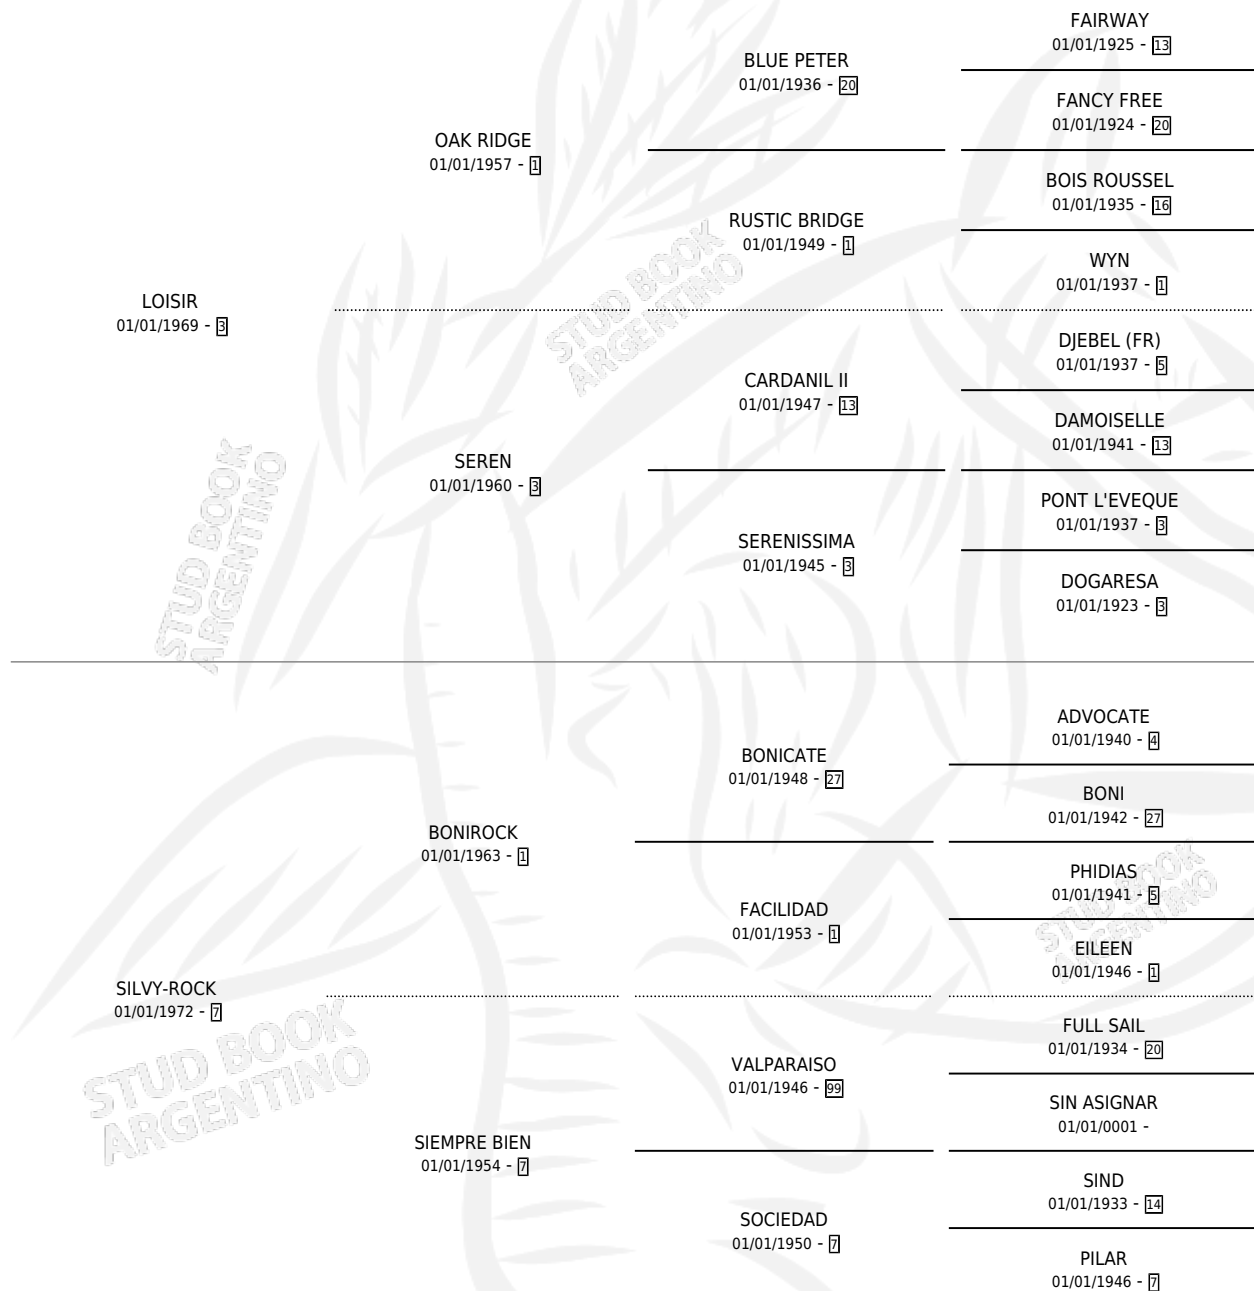 FAIRWAY
01/01/1925 - 13
BLUE PETER
01/01/1936 - 20
FANCY FREE
01/01/1924 - 20
OAK RIDGE
01/01/1957 - 1
BOIS ROUSSEL
01/01/1935 - 16
RUSTIC BRIDGE
01/01/1949 - 1
WYN
01/01/1937 - 1
LOISIR
01/01/1969 - 3
STUD BOOK
ARGENTINO
DJEBEL (FR)
01/01/1937 - 5
CARDANIL II
01/01/1947 - 13
DAMOISELLE
01/01/1941 - 13
SEREN
01/01/1960 - 3
PONT L'EVEQUE
01/01/1937 - 3
SERENISSIMA
01/01/1945 - 3
DOGARESA
01/01/1923 - 3
STUD BOOK
ARGENTINO
ADVOCATE
01/01/1940 - 4
BONICATE
01/01/1948 - 27
BONI
01/01/1942 - 27
BONIROCK
01/01/1963 - 1
PHIDIAS
01/01/1941 - 5
FACILIDAD
01/01/1953 - 1
EILEEN
01/01/1946 - 1
STUD BOOK
ARGENTINO
SILVY-ROCK
01/01/1972 - 7
FULL SAIL
01/01/1934 - 20
VALPARAISO
01/01/1946 - 99
SIN ASIGNAR
01/01/0001 -
STUD BOOK
ARGENTINO
SIEMPRE BIEN
01/01/1954 - 7
SIND
01/01/1933 - 14
SOCIEDAD
01/01/1950 - 7
PILAR
01/01/1946 - 7